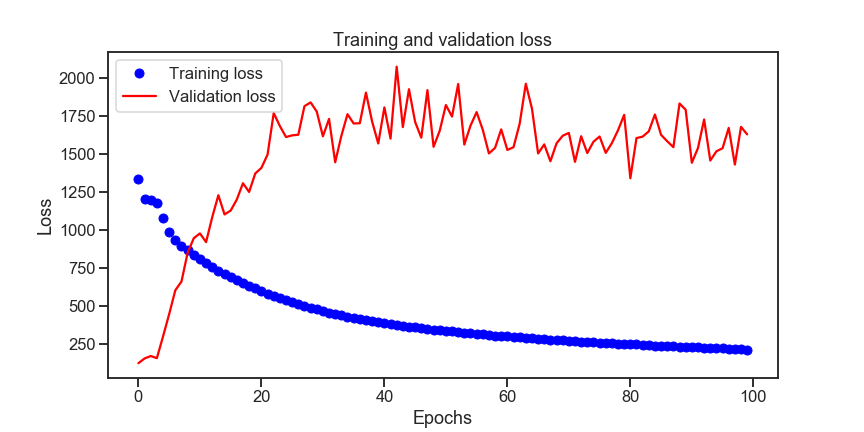 Training and validation loss
Training loss
Validation loss
2000
1750
1500
1250
1000
750
500
250
Loss
0 20 40 60 80 100
Epochs